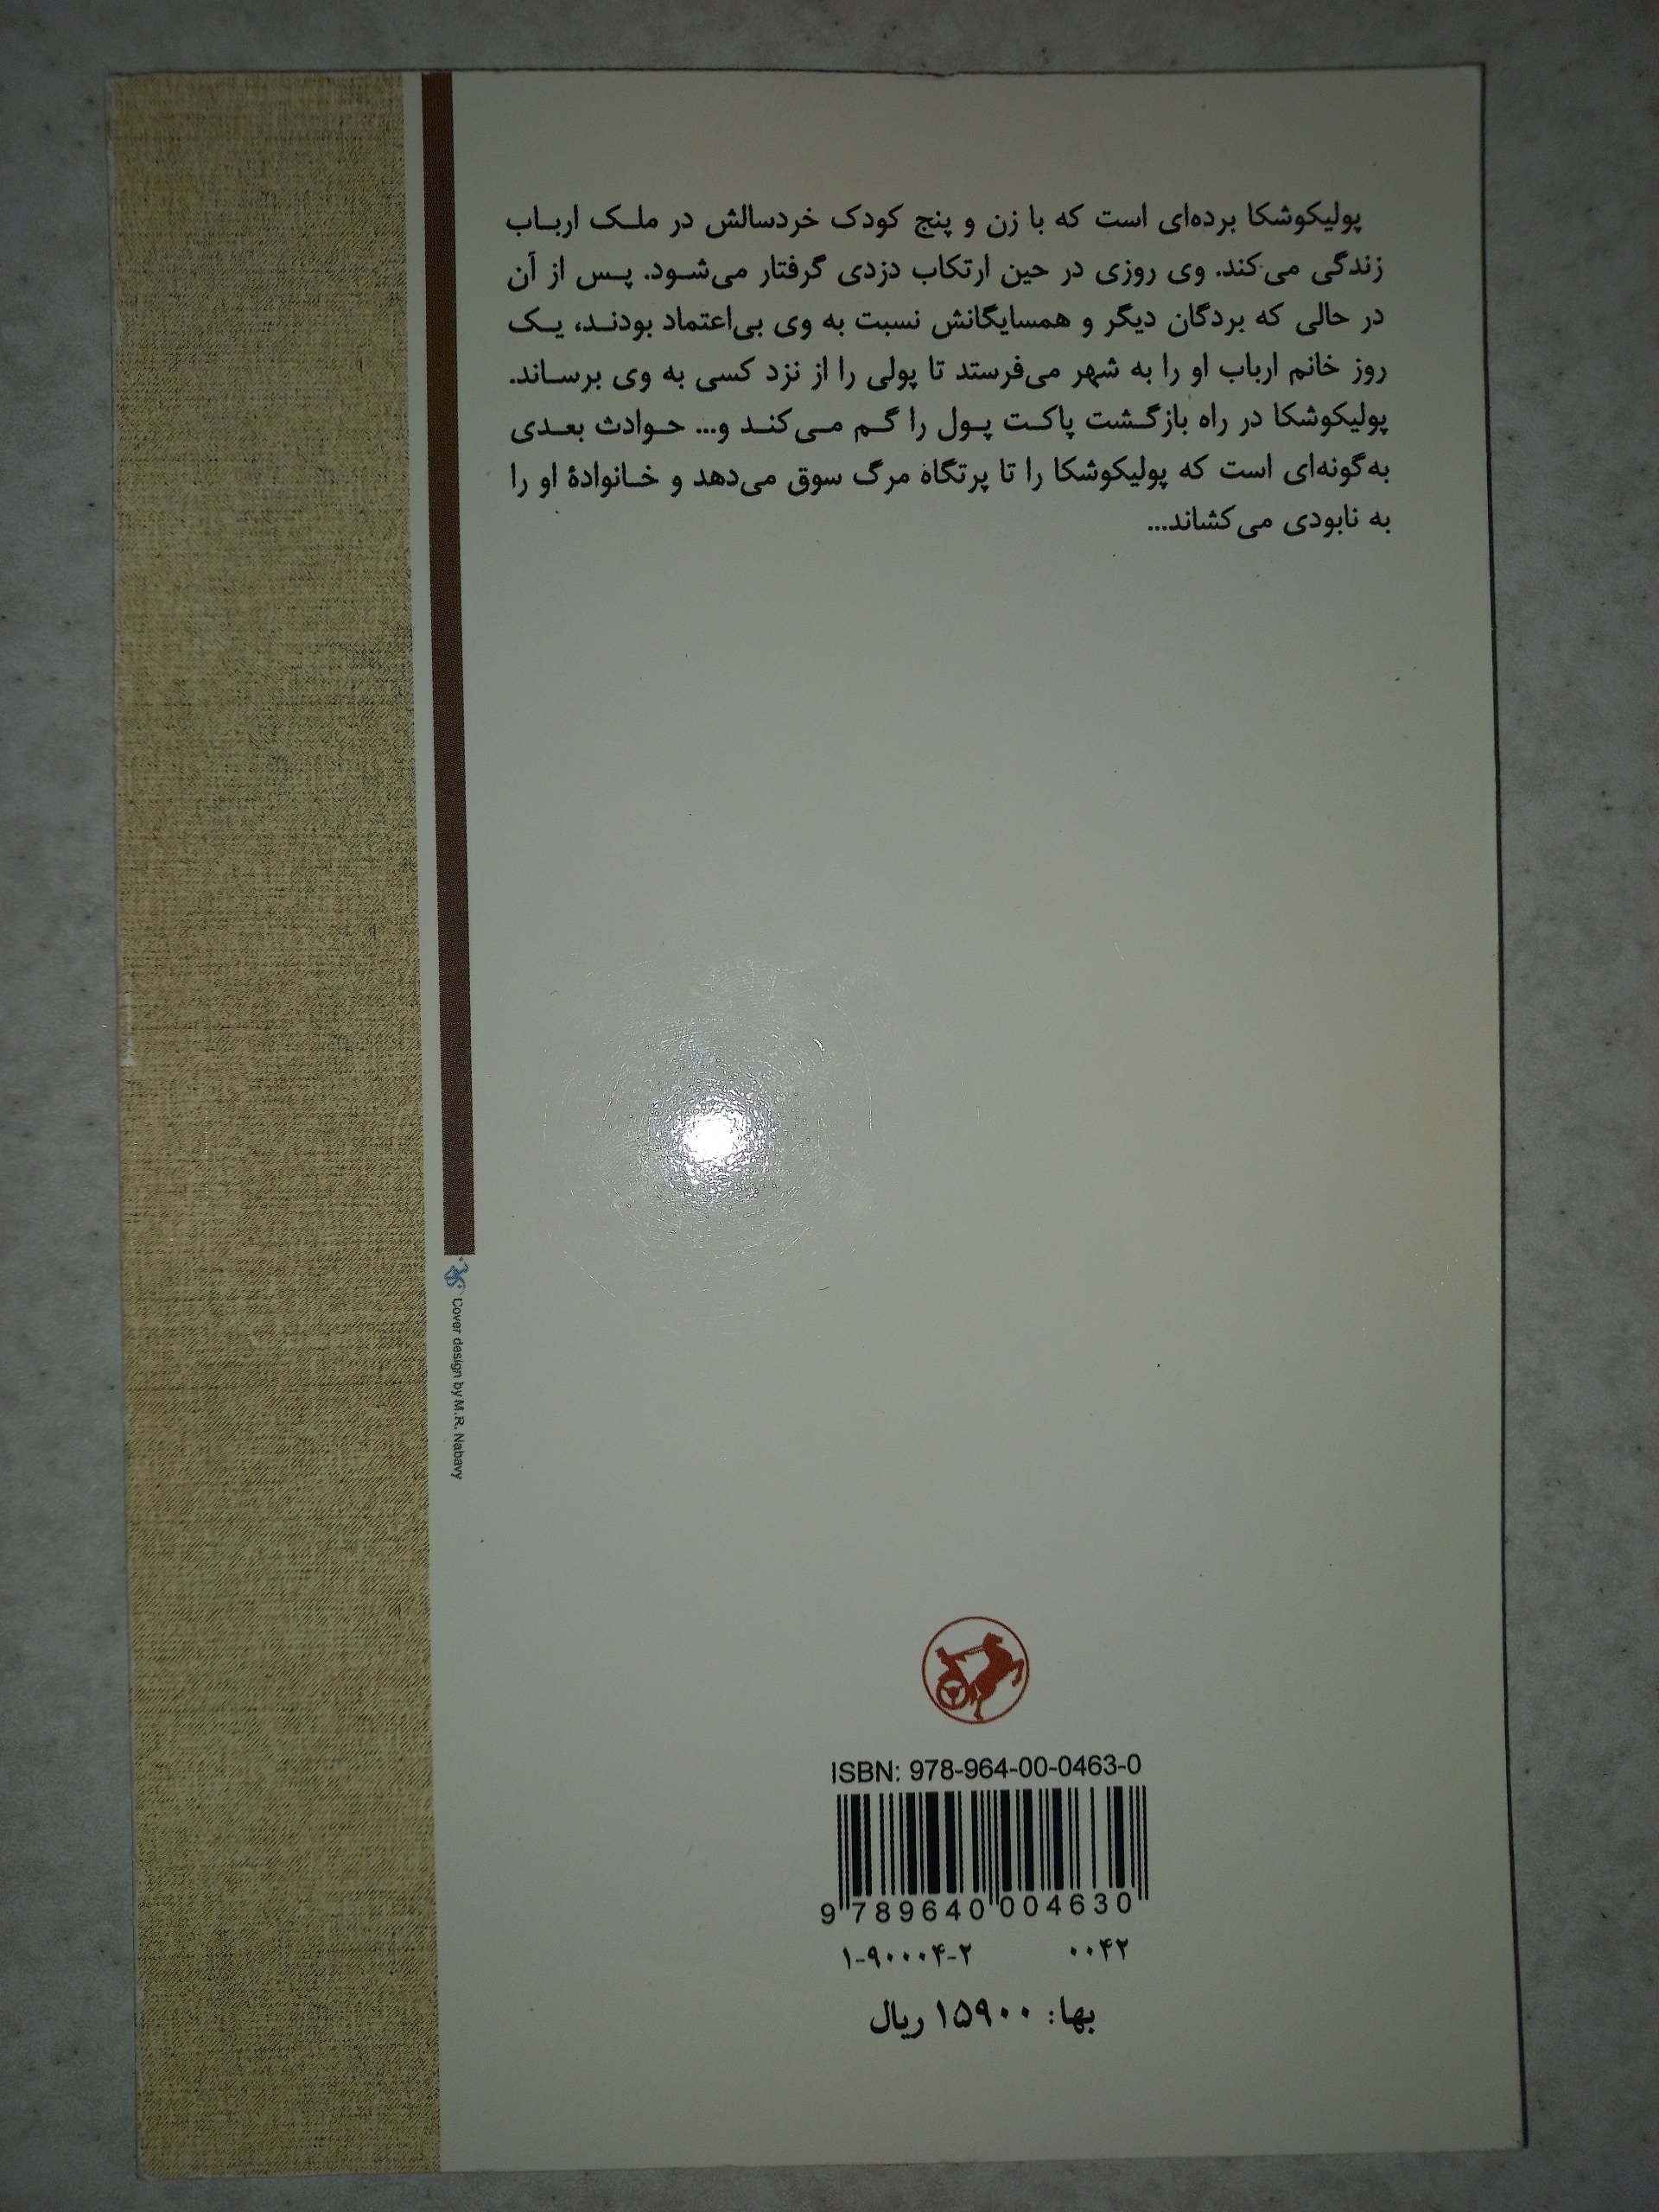 پولیکوشکا برده‌ای است که با زن و پنج کودک خردسالش در ملک ارباب
زندگی می‌کند. وی روزی در حین ارتکاب دزدی گرفتار می‌شود. پس از آن
در حالی که بردگان دیگر و همسایگانش نسبت به وی بی‌اعتماد بودند، یک
روز خانم ارباب او را به شهر می‌فرستد تا پولی را از نزد کسی به وی برساند.
پولیکوشکا در راه بازگشت پاکت پول را گم می‌کند و... حوادث بعدی
به‌گونه‌ای است که پولیکوشکا را تا پرتگاه مرگ سوق می‌دهد و خانوادهٔ او را
به نابودی می‌کشاند...
Cover design by M.R. Nabavy
ISBN: 978-964-00-0463-0
9 789640 004630
۱-۹۰۰۰۴-۲ ۰۰۴۲
بها: ۱۵۹۰۰ ریال